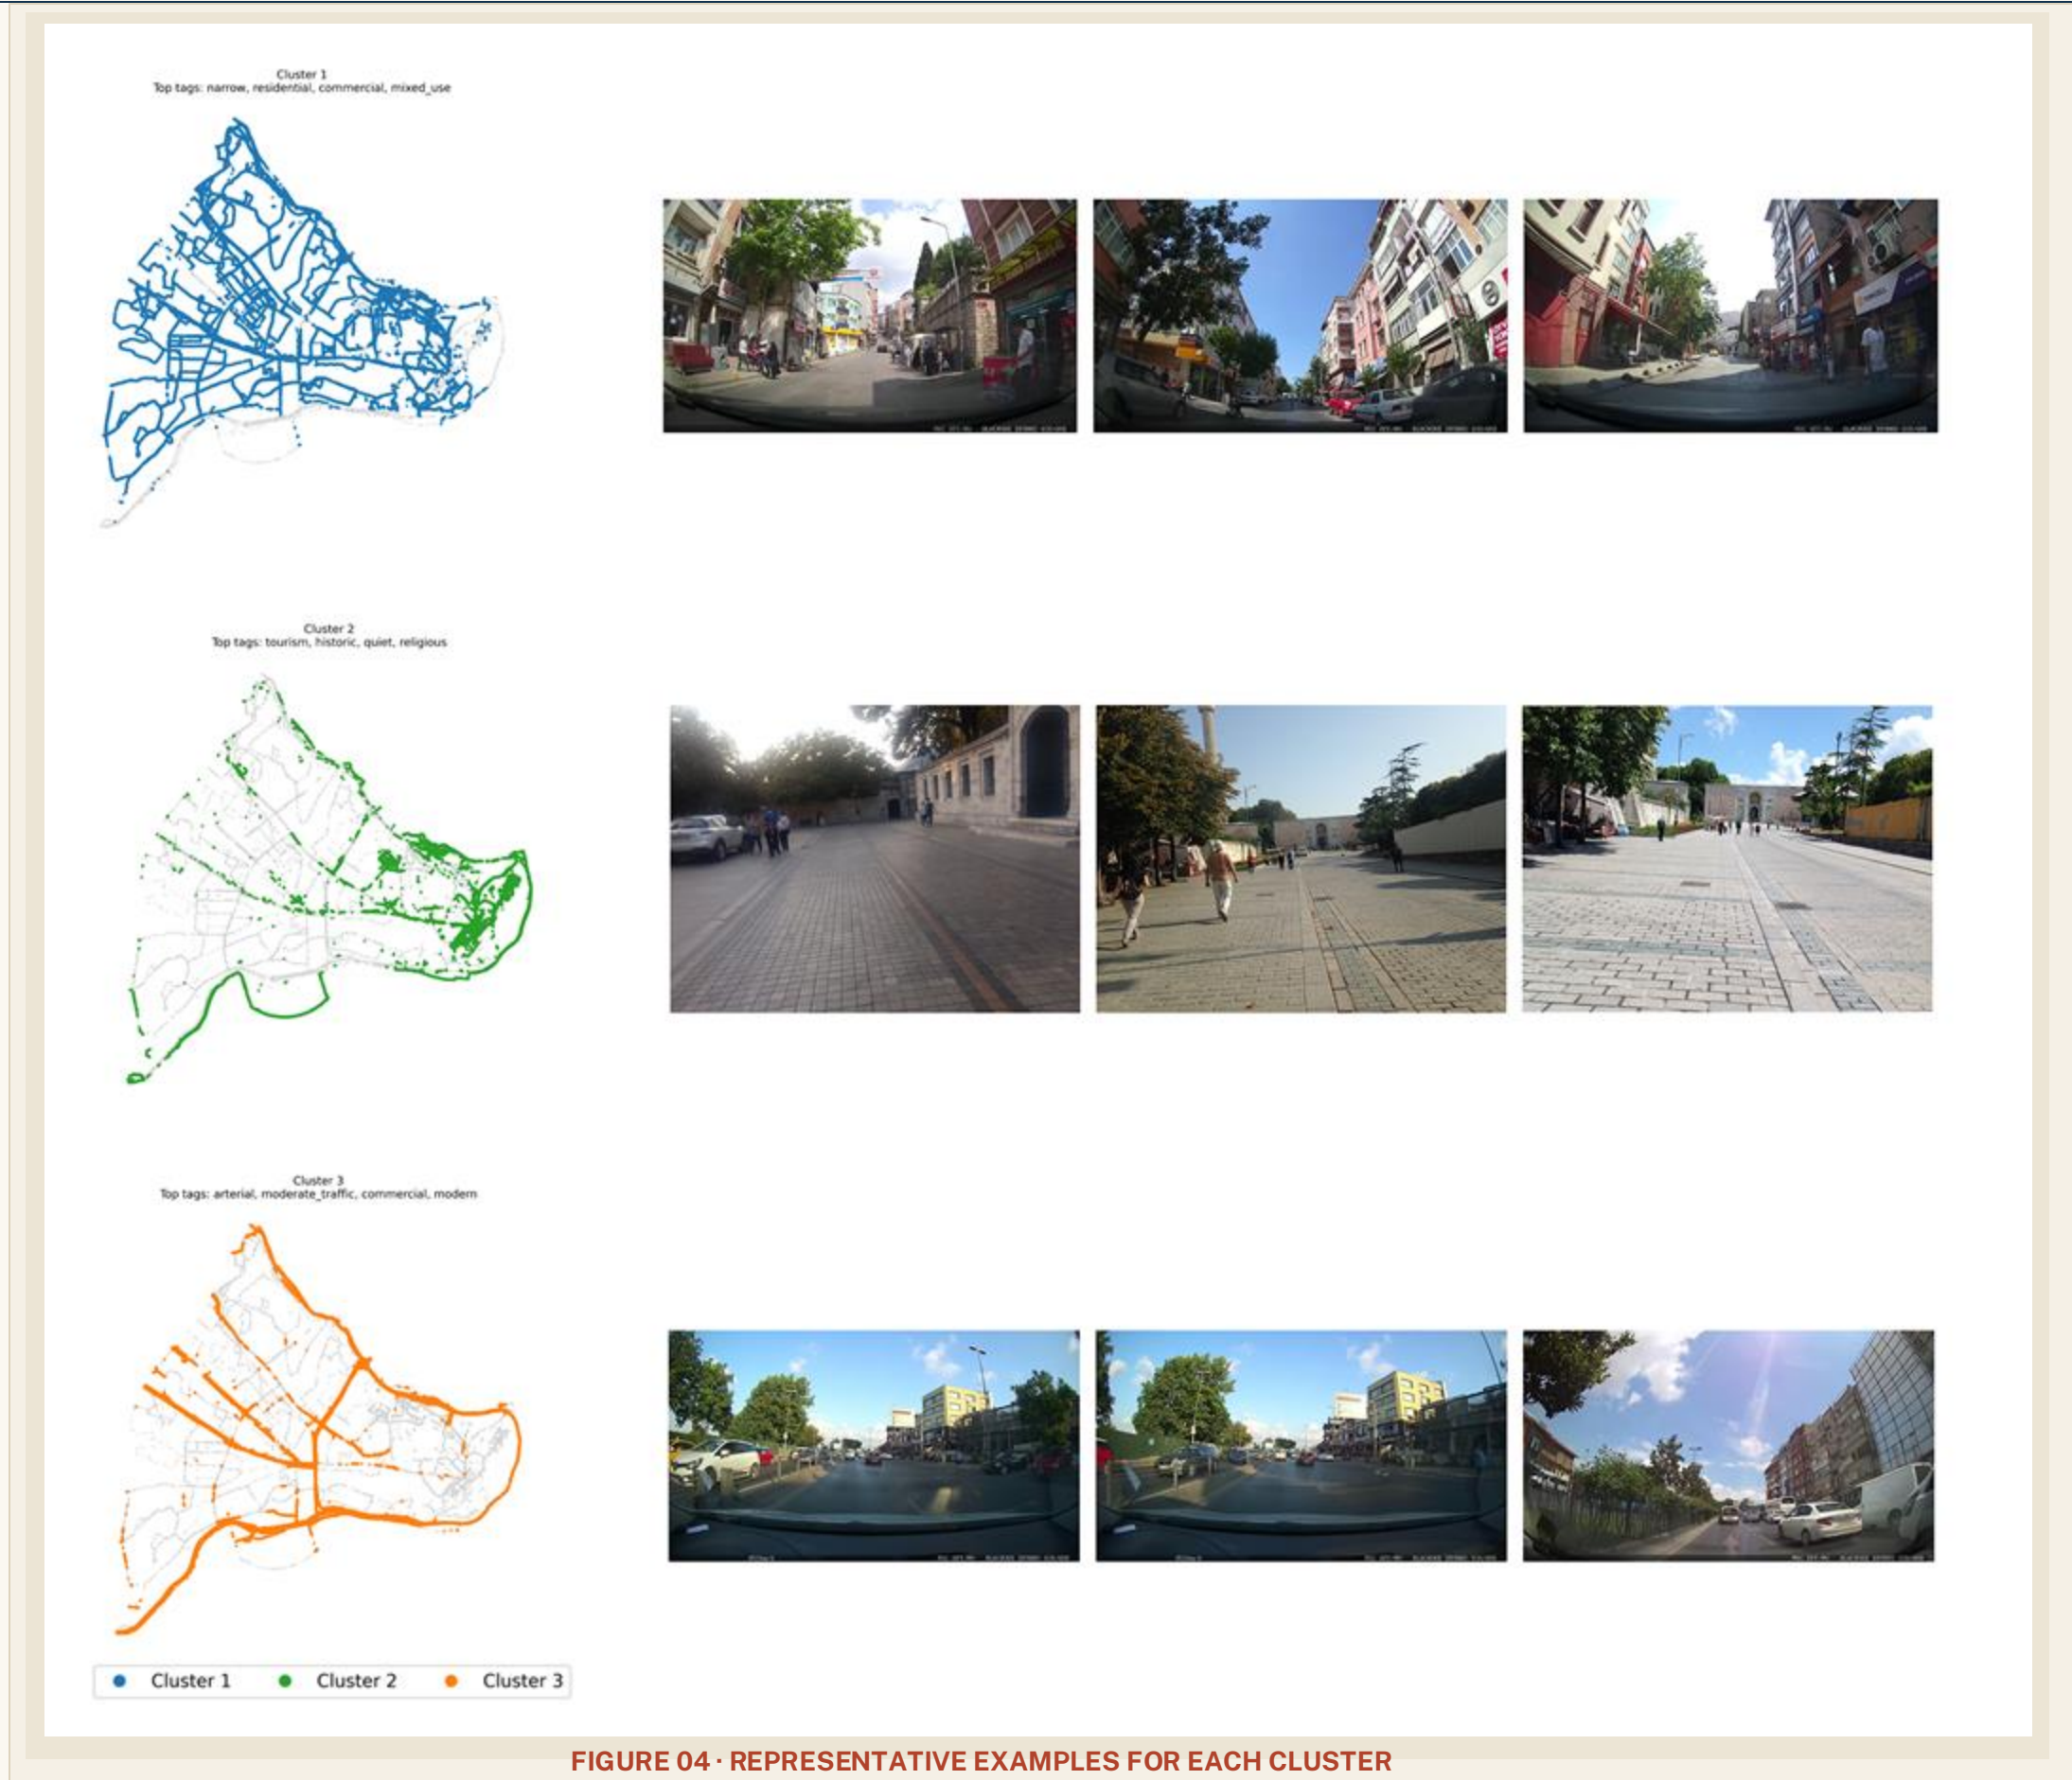 Cluster 1
Top tags: narrow, residential, commercial, mixed_use
Cluster 2
Top tags: tourism, historic, quiet, religious
Cluster 3
Top tags: arterial, moderate_traffic, commercial, modern
Cluster 1 Cluster 2 Cluster 3
FIGURE 04 · REPRESENTATIVE EXAMPLES FOR EACH CLUSTER